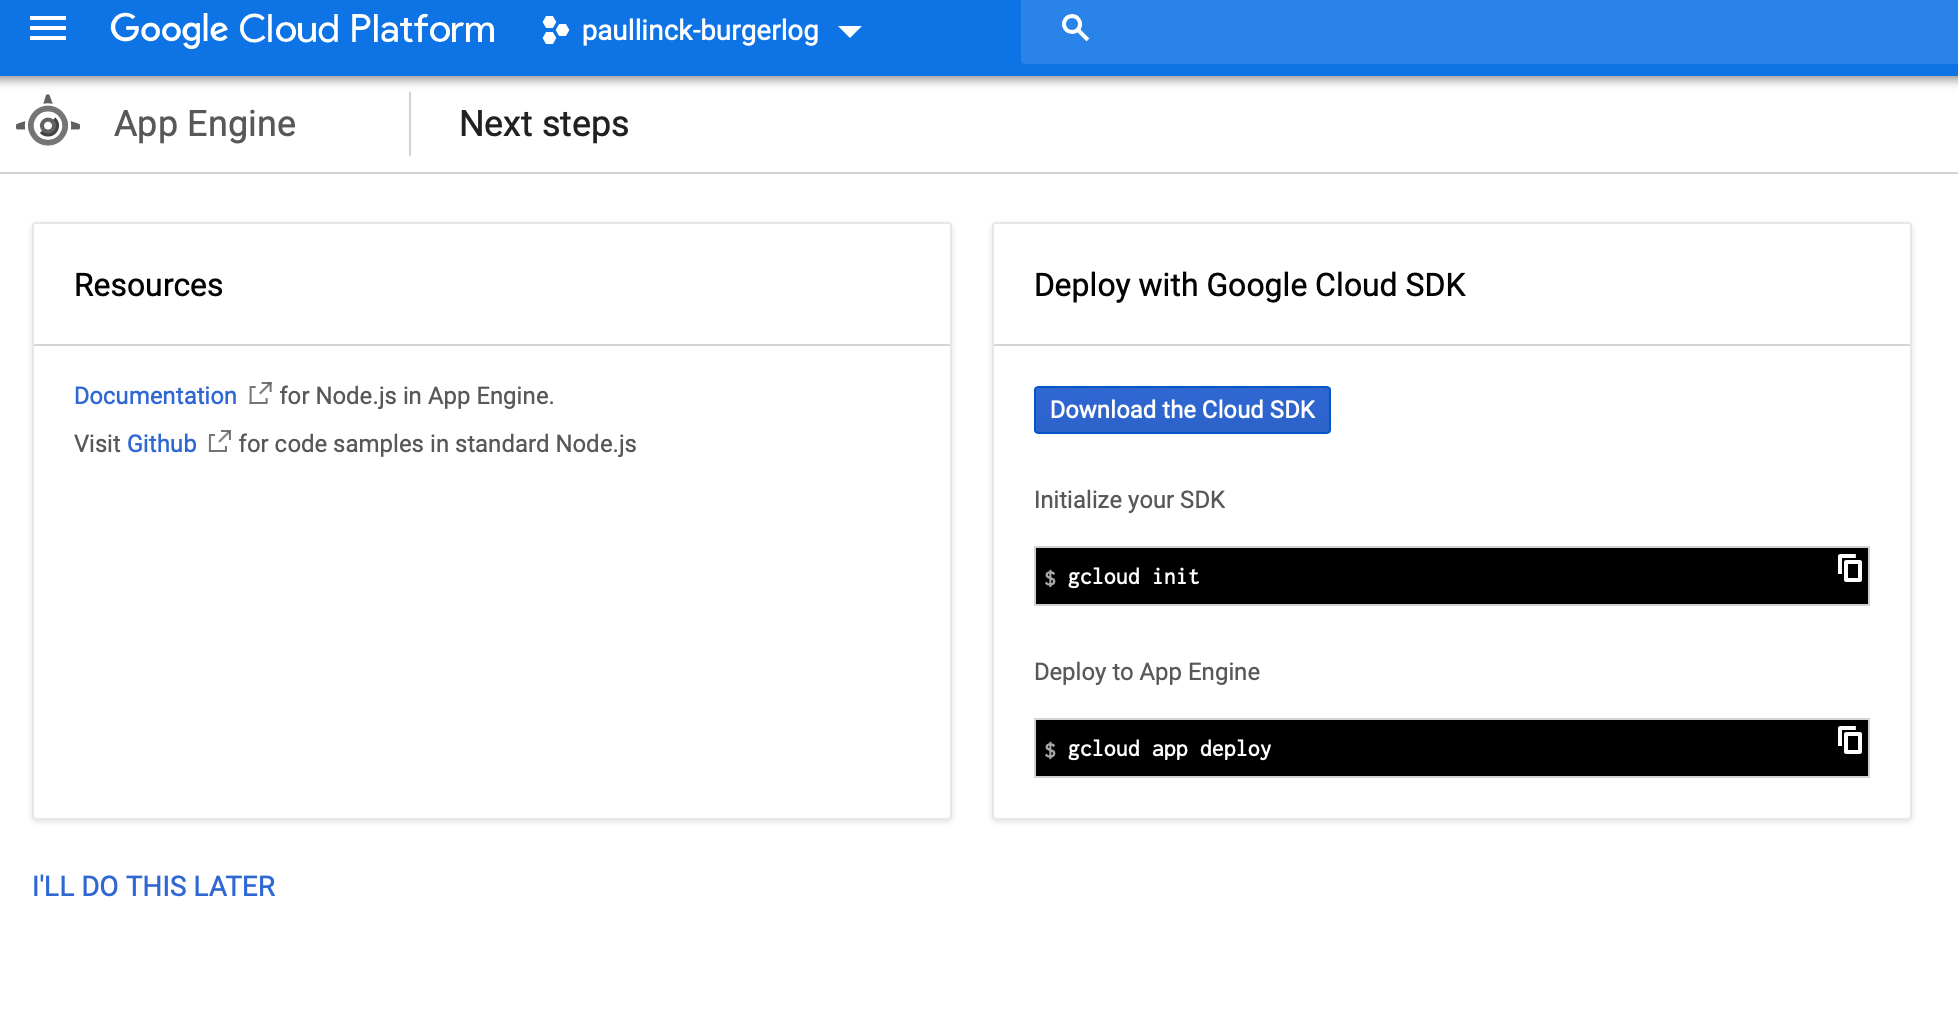 Google Cloud Platform
paullinck-burgerlog
App Engine
Next steps
Resources
Documentation for Node.js in App Engine.
Visit Github for code samples in standard Node.js
Deploy with Google Cloud SDK
Download the Cloud SDK
Initialize your SDK
$ gcloud init
Deploy to App Engine
$ gcloud app deploy
I'LL DO THIS LATER